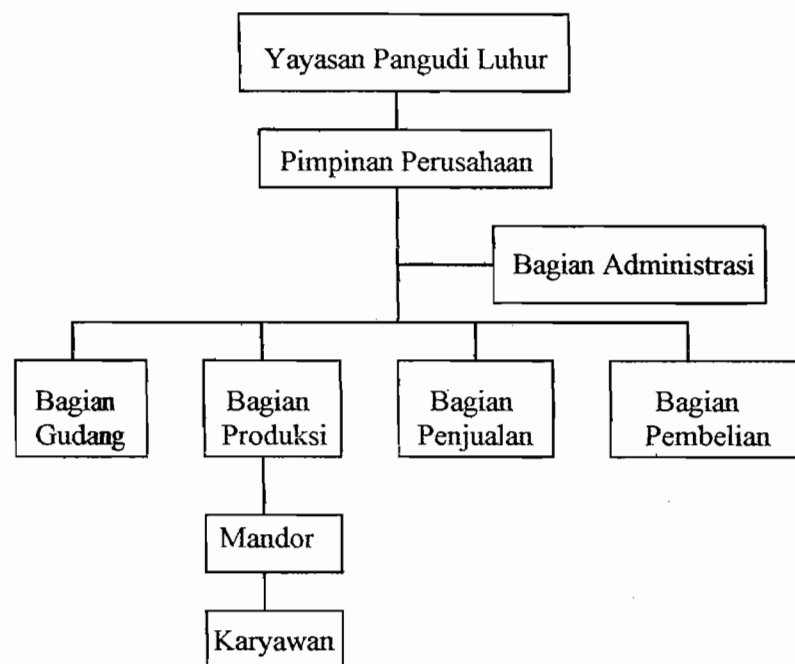 Yayasan Pangudi Luhur
Pimpinan Perusahaan
Bagian Administrasi
Bagian
Gudang
Bagian
Produksi
Bagian
Penjualan
Bagian
Pembelian
Mandor
Karyawan